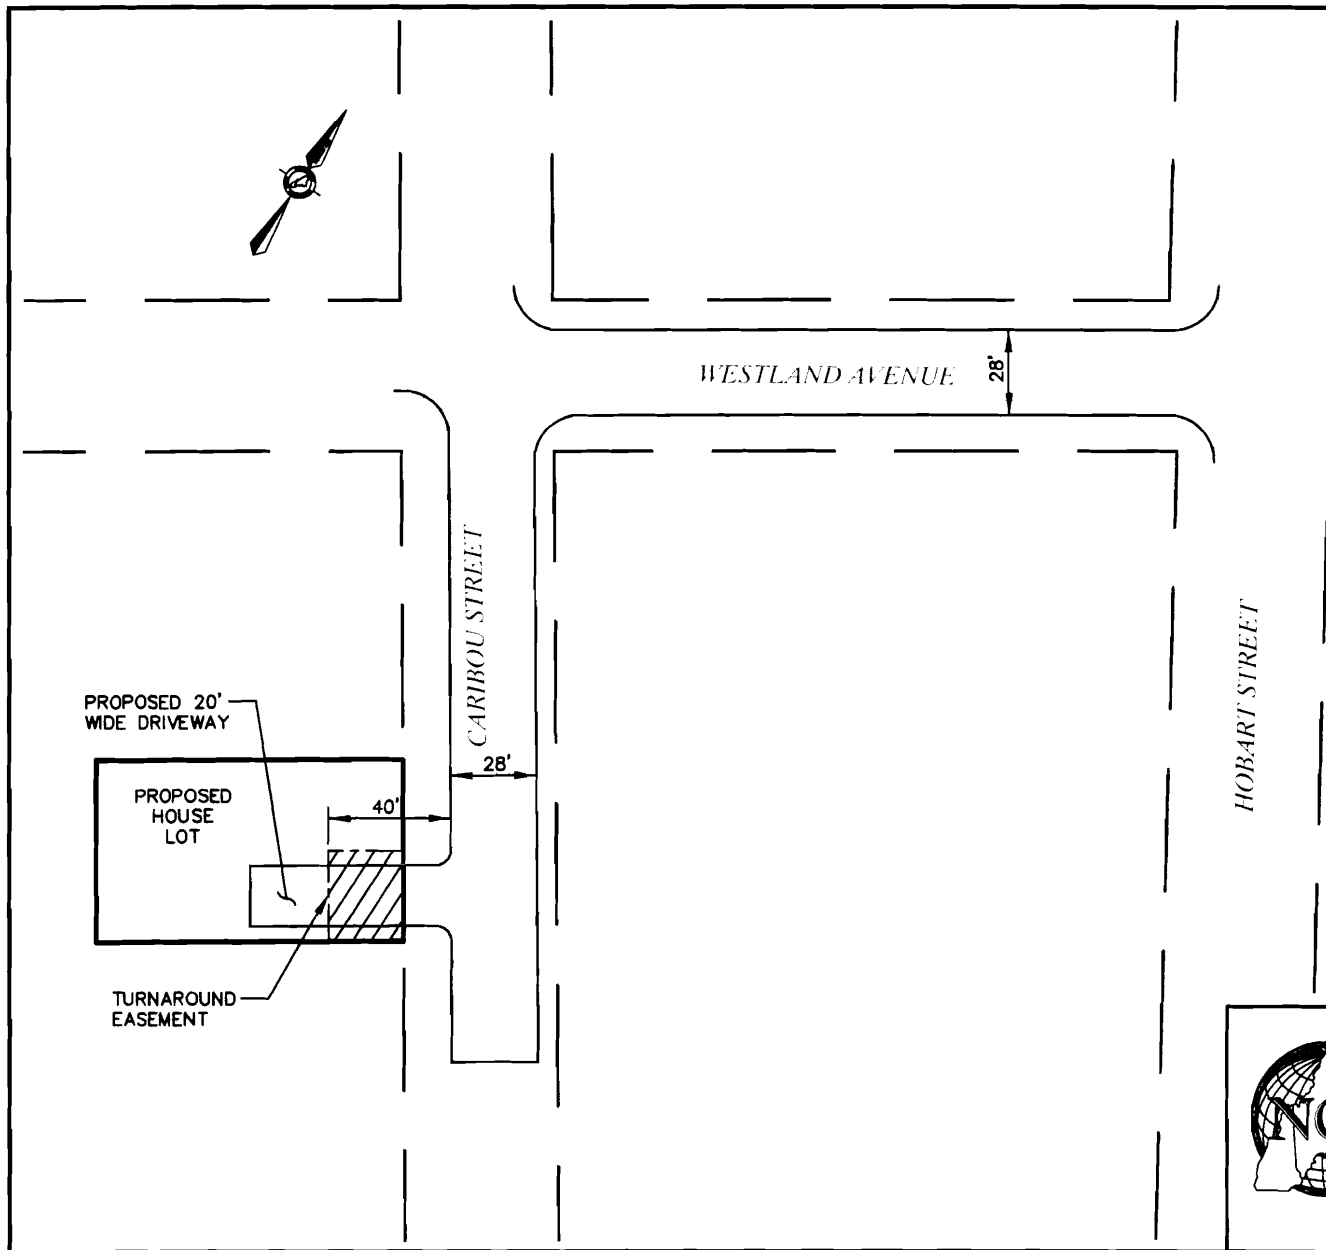 WESTLAND AVENUE
28'
CARIBOU STREET
HOBART STREET
PROPOSED 20'
WIDE DRIVEWAY
28'
PROPOSED
HOUSE
LOT
40'
TURNAROUND
EASEMENT